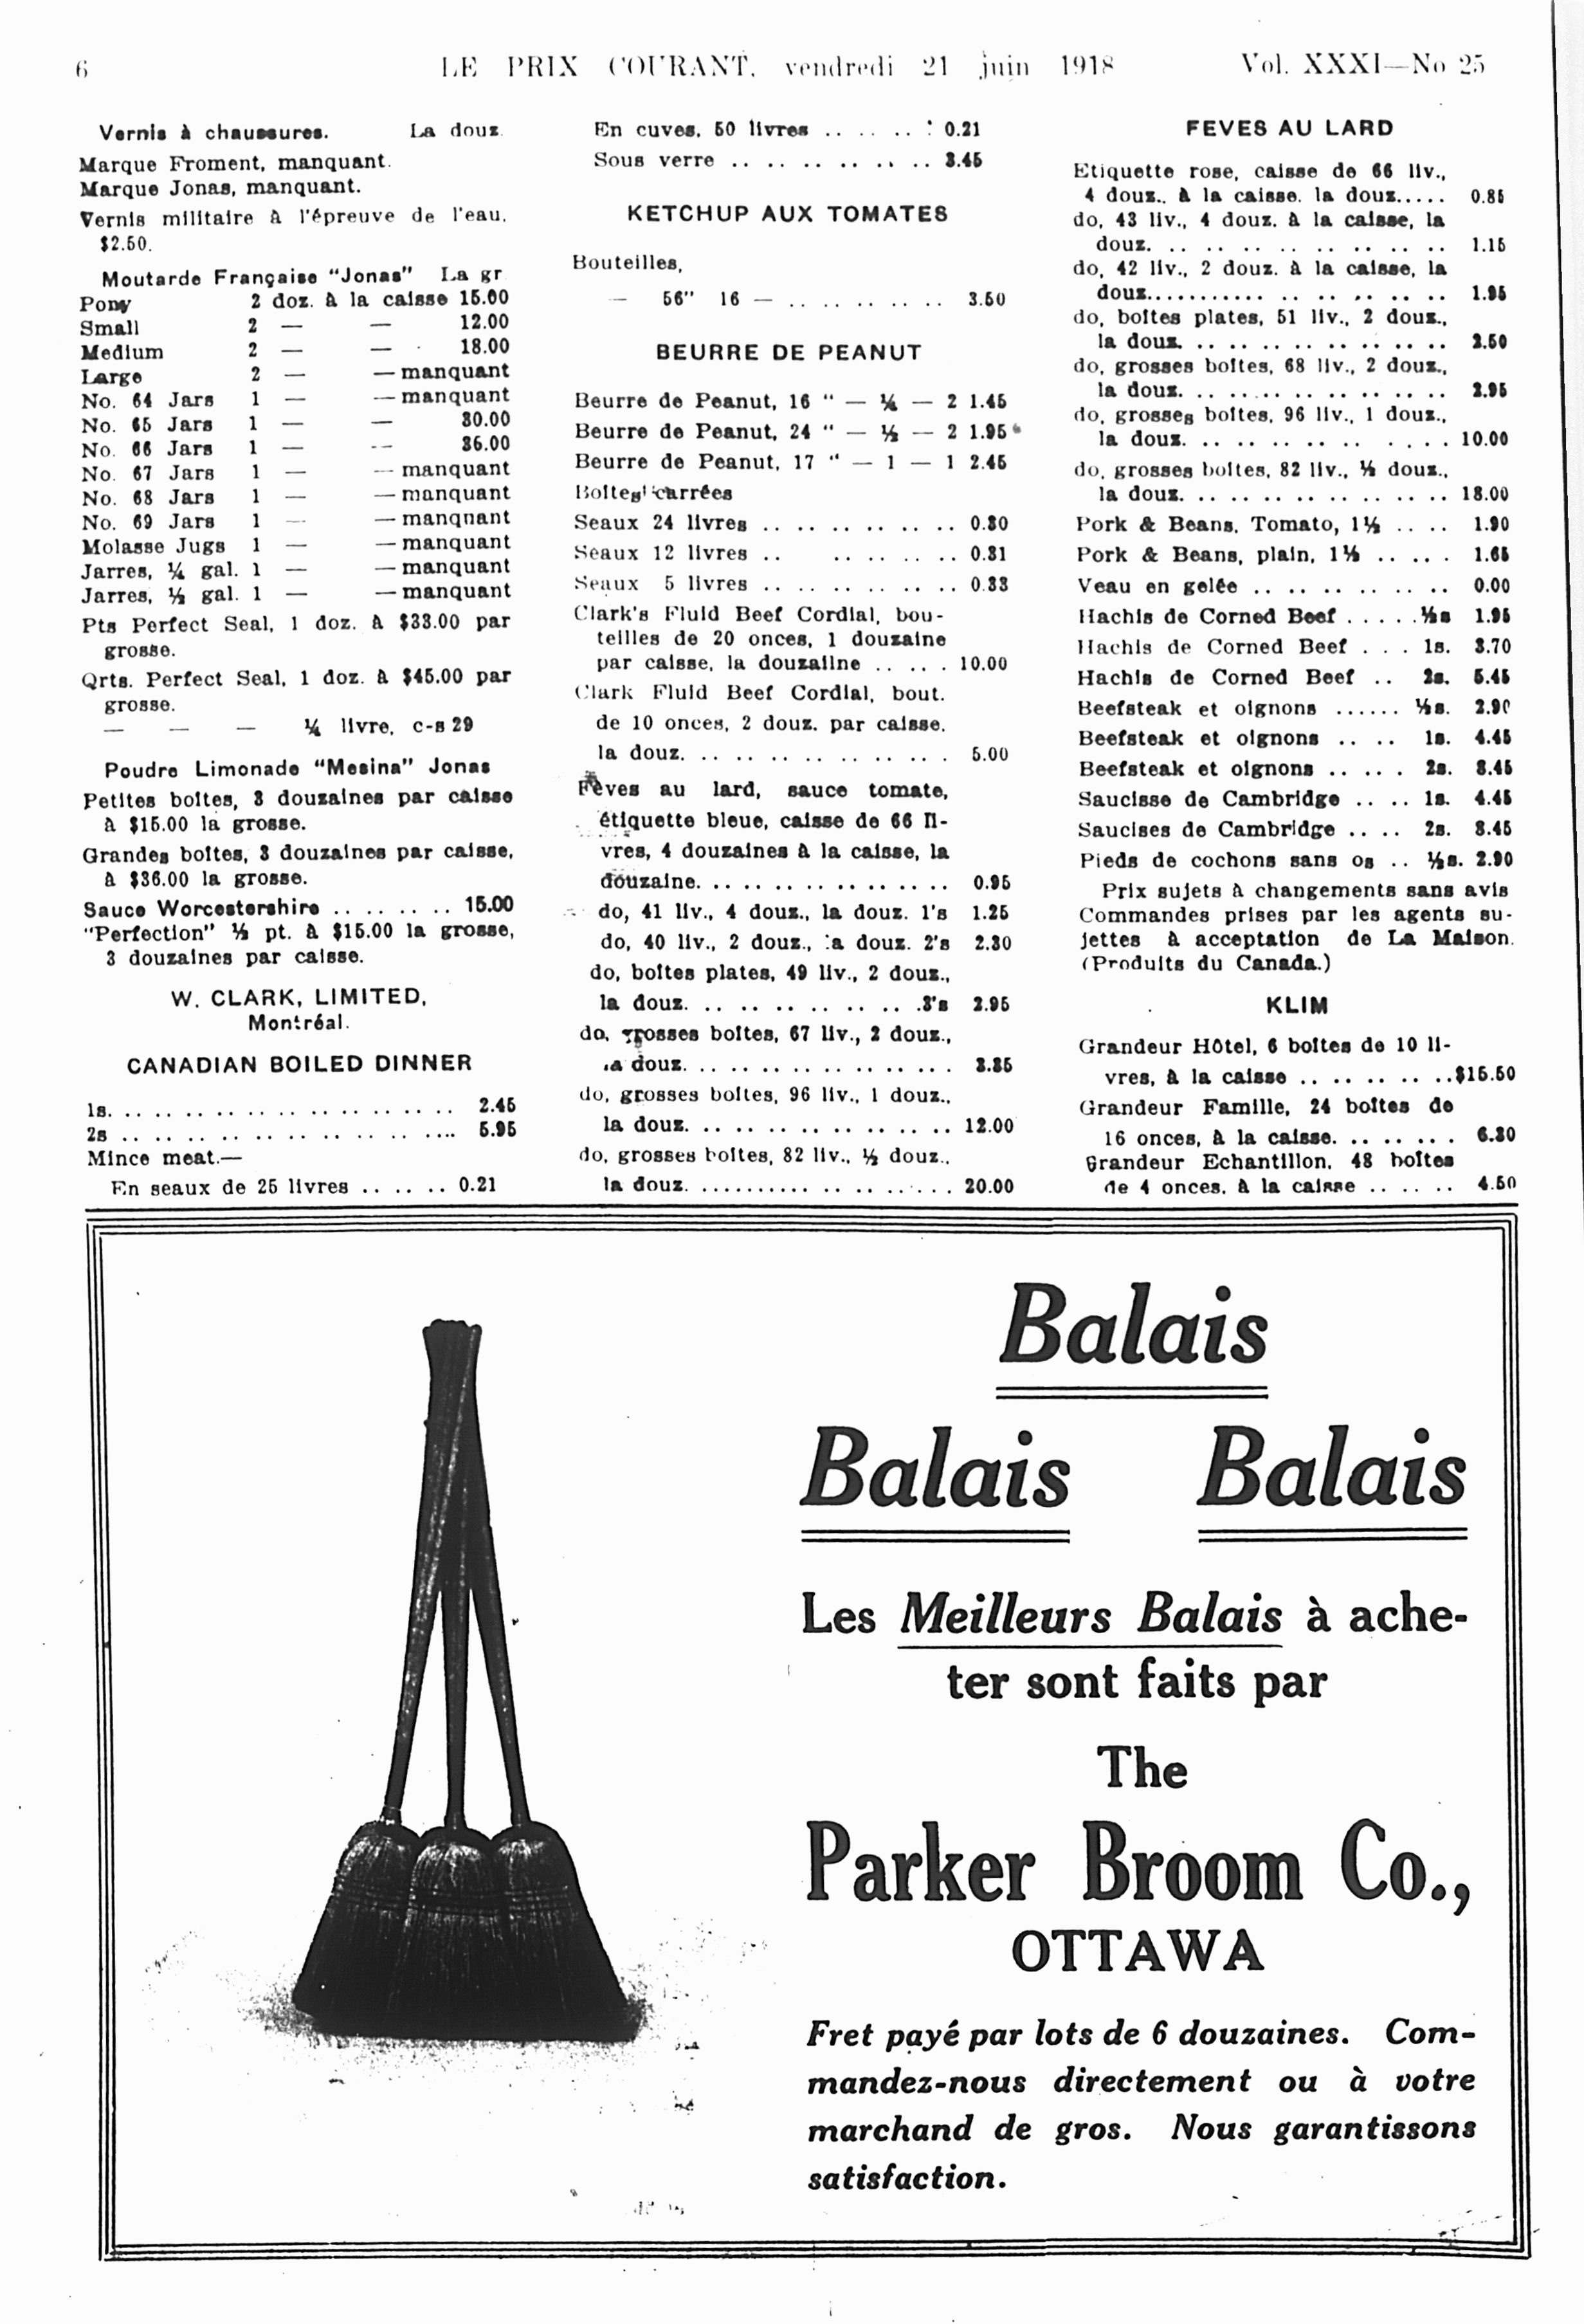 6 LE PRIX COURANT, vendredi 21 juin 1918 Vol. XXXI—No 25
Vernis à chaussures. La douz.
Marque Froment, manquant.
Marque Jonas, manquant.
Vernis militaire à l'épreuve de l'eau,
$2.50.
Moutarde Française "Jonas" La gr
Pony 2 doz. à la caisse 15.00
Small 2 — — 12.00
Medium 2 — — 18.00
Large 2 — — manquant
No. 64 Jars 1 — — manquant
No. 65 Jars 1 — — 30.00
No. 66 Jars 1 — — 36.00
No. 67 Jars 1 — — manquant
No. 68 Jars 1 — — manquant
No. 69 Jars 1 — — manqnant
Molasse Jugs 1 — — manquant
Jarres, ¼ gal. 1 — — manquant
Jarres, ½ gal. 1 — — manquant
Pts Perfect Seal, 1 doz. à $33.00 par
grosse.
Qrts. Perfect Seal, 1 doz. à $45.00 par
grosse.
— — — ¼ livre, c-s 29
Poudre Limonade "Mesina" Jonas
Petites boîtes, 3 douzaines par caisse
à $15.00 la grosse.
Grandes boîtes, 3 douzaines par caisse,
à $36.00 la grosse.
Sauce Worcestershire .. .. .. .. 15.00
"Perfection" ½ pt. à $15.00 la grosse,
3 douzaines par caisse.
W. CLARK, LIMITED,
Montréal.
CANADIAN BOILED DINNER
1s. .. .. .. .. .. .. .. .. .. .. 2.45
2s .. .. .. .. .. .. .. .. .. .... 5.95
Mince meat.—
En seaux de 25 livres .. .. .. 0.21
En cuves, 50 livres .. .. .. : 0.21
Sous verre .. .. .. .. .. .. .. 3.45
KETCHUP AUX TOMATES
Bouteilles,
— 56" 16 — .. .. .. .. .. 3.50
BEURRE DE PEANUT
Beurre de Peanut, 16 " — ¼ — 2 1.45
Beurre de Peanut, 24 " — ½ — 2 1.95
Beurre de Peanut, 17 " — 1 — 1 2.45
Boîtes carrées
Seaux 24 livres .. .. .. .. .. .. 0.30
Seaux 12 livres .. .. .. .. .. 0.31
Seaux 5 livres .. .. .. .. .. .. 0.33
Clark's Fluid Beef Cordial, bou-
teilles de 20 onces, 1 douzaine
par caisse, la douzaiine .. .. . 10.00
Clark Fluid Beef Cordial, bout.
de 10 onces, 2 douz. par caisse,
la douz. .. .. .. .. .. .. .. .. 5.00
Fèves au lard, sauce tomate,
étiquette bleue, caisse de 66 li-
vres, 4 douzaines à la caisse, la
douzaine. .. .. .. .. .. .. .. .. 0.95
do, 41 liv., 4 douz., la douz. 1's 1.25
do, 40 liv., 2 douz., la douz. 2's 2.30
do, boîtes plates, 49 liv., 2 douz.,
la douz. .. .. .. .. .. .. .3's 2.95
do, grosses boîtes, 67 liv., 2 douz.,
la douz. .. .. .. .. .. .. .. .. 3.35
do, grosses boîtes, 96 liv., 1 douz.,
la douz. .. .. .. .. .. .. .. .. 12.00
do, grosses boîtes, 82 liv., ½ douz.,
la douz. .. .. .. .. .. .. .. .. 20.00
FEVES AU LARD
Etiquette rose, caisse de 66 liv.,
4 douz., à la caisse, la douz..... 0.85
do, 43 liv., 4 douz. à la caisse, la
douz. .. .. .. .. .. .. .. .. 1.15
do, 42 liv., 2 douz. à la caisse, la
douz........... .. .. .. .. .. 1.95
do, boîtes plates, 51 liv., 2 douz.,
la douz. .. .. .. .. .. .. .. .. 2.50
do, grosses boîtes, 68 liv., 2 douz.,
la douz. .. .. .. .. .. .. .. .. 2.95
do, grosses boîtes, 96 liv., 1 douz.,
la douz. .. .. .. .. .. .. .. 10.00
do, grosses boîtes, 82 liv., ½ douz.,
la douz. .. .. .. .. .. .. .. .. 18.00
Pork & Beans, Tomato, 1½ .. .. 1.90
Pork & Beans, plain, 1½ .. .. . 1.65
Veau en gelée .. .. .. .. .. .. 0.00
Hachis de Corned Beef . . . . . ½s 1.95
Hachis de Corned Beef . . . 1s. 3.70
Hachis de Corned Beef .. 2s. 5.45
Beefsteak et oignons ...... ½s. 2.90
Beefsteak et oignons .. .. 1s. 4.45
Beefsteak et oignons .. .. . 2s. 8.45
Saucisse de Cambridge .. .. 1s. 4.45
Saucises de Cambridge .. .. 2s. 8.45
Pieds de cochons sans os .. ½s. 2.90
Prix sujets à changements sans avis
Commandes prises par les agents su-
jettes à acceptation de La Maison.
(Produits du Canada.)
KLIM
Grandeur Hôtel, 6 boîtes de 10 li-
vres, à la caisse .. .. .. .. ..$15.50
Grandeur Famille, 24 boîtes de
16 onces, à la caisse. .. .. .. . 6.30
Grandeur Echantillon, 48 boîtes
de 4 onces, à la caisse .. .. .. 4.50
Balais
Balais Balais
Les Meilleurs Balais à ache-
ter sont faits par
The
Parker Broom Co.,
OTTAWA
Fret payé par lots de 6 douzaines. Com-
mandez-nous directement ou à votre
marchand de gros. Nous garantissons
satisfaction.